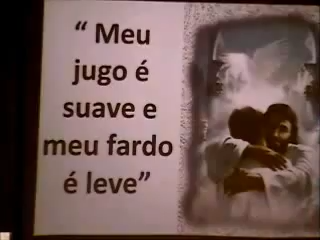 “ Meu
jugo é
suave e
meu fardo
é leve”